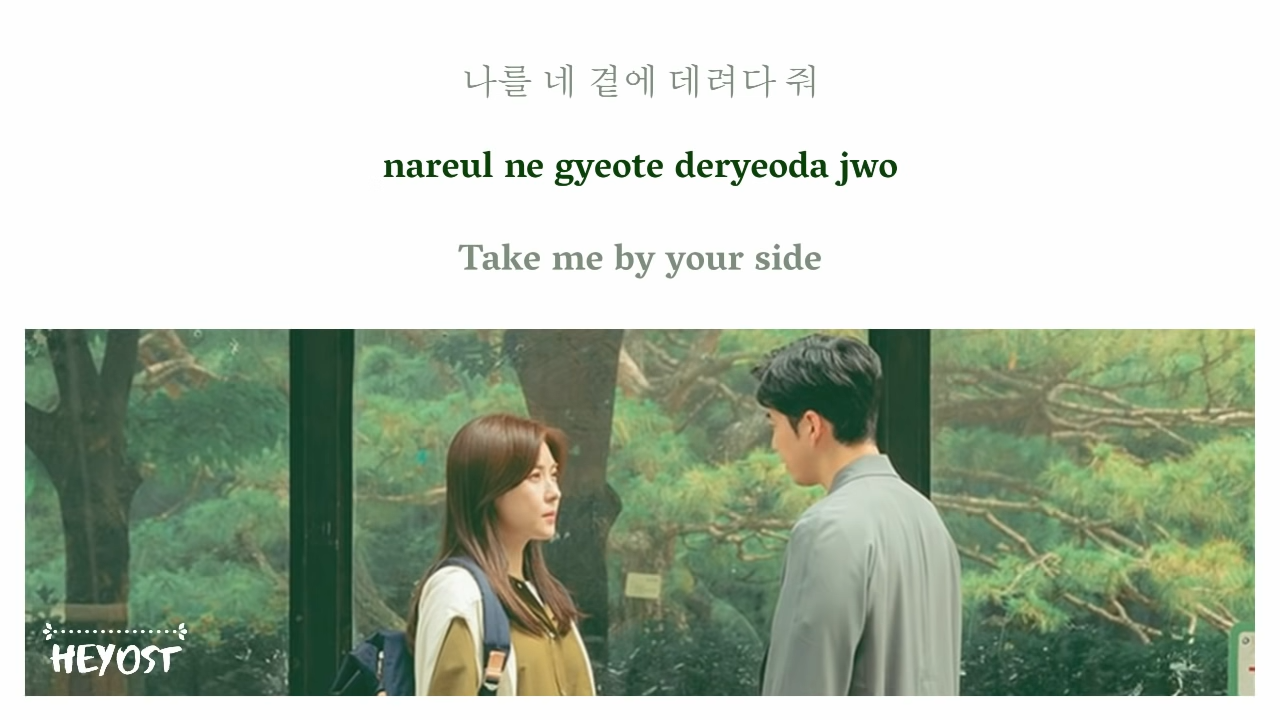 나를 네 곁에 데려다 줘
nareul ne gyeote deryeoda jwo
Take me by your side
HEYOST